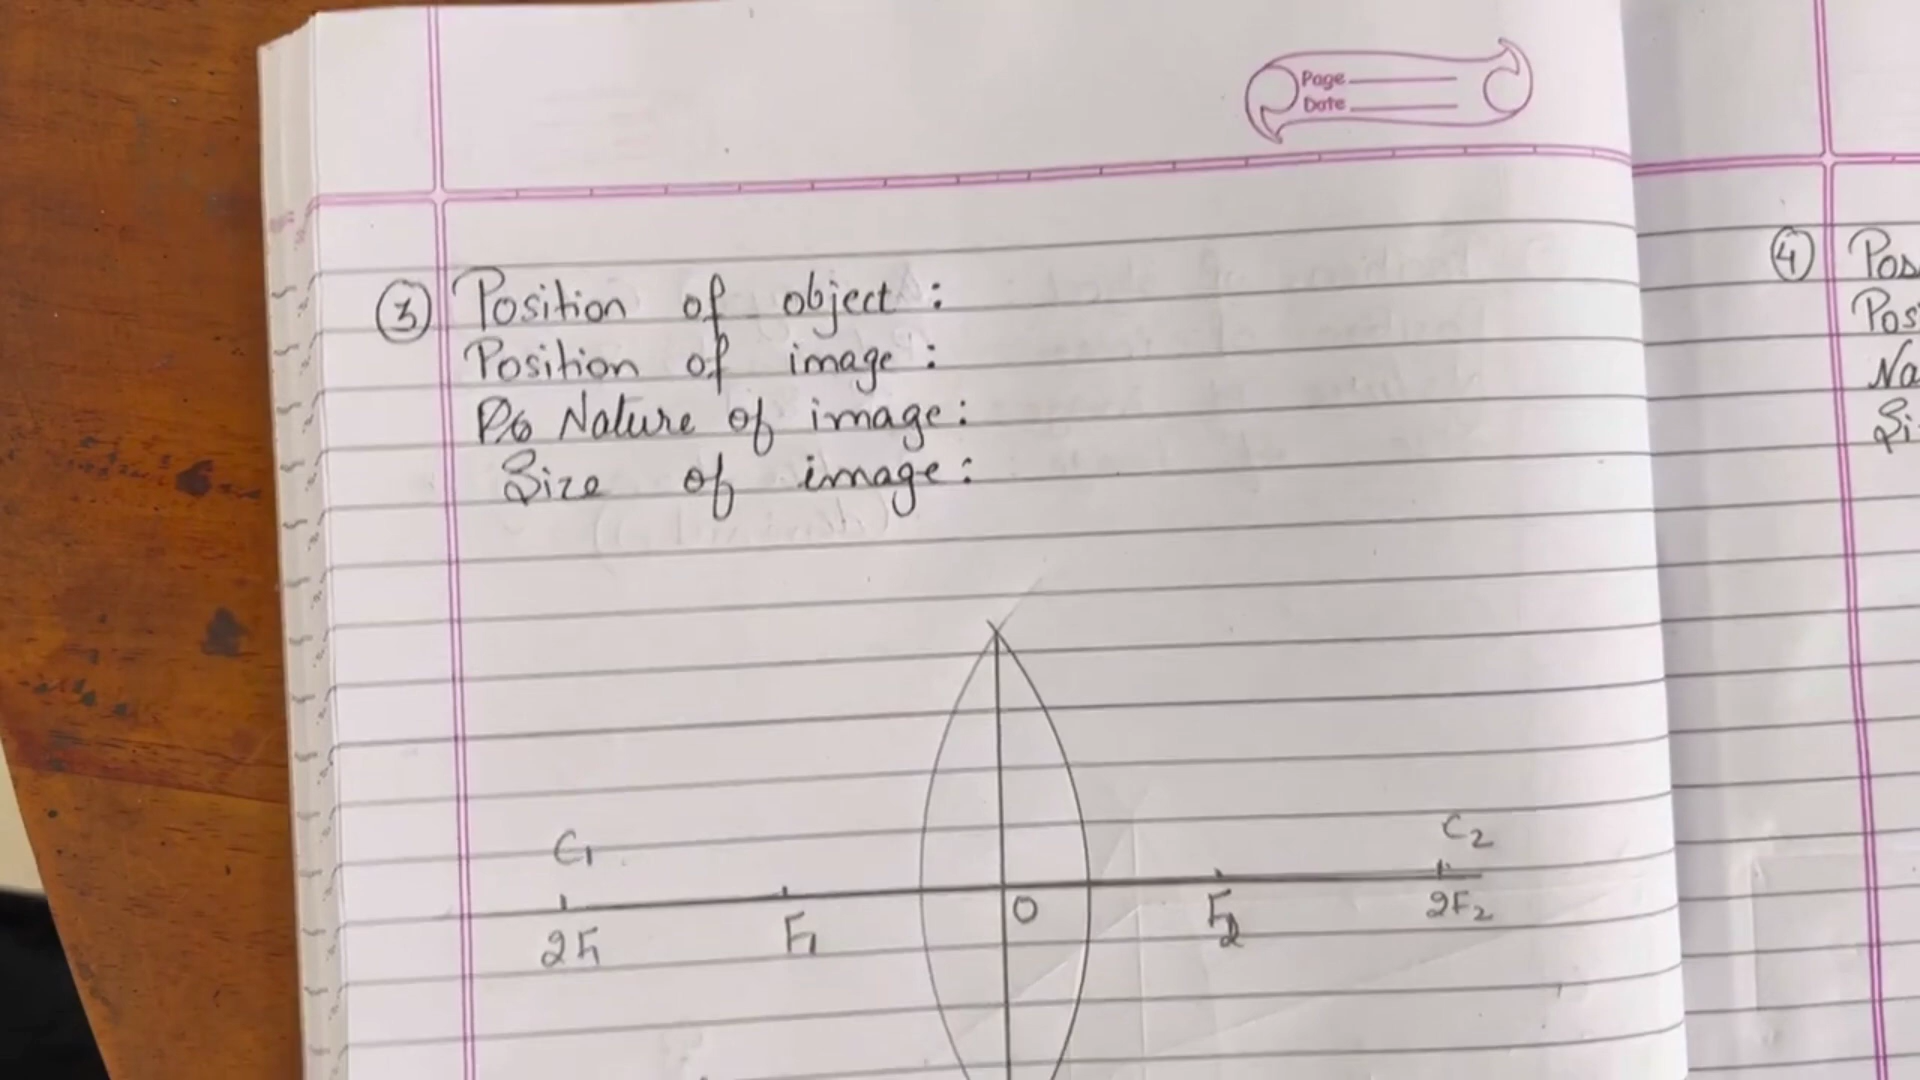 Page
Date
③ Position of object :
Position of image :
Nature of image :
Size of image :
C1
C2
2F1
F1
O
F2
2F2
④